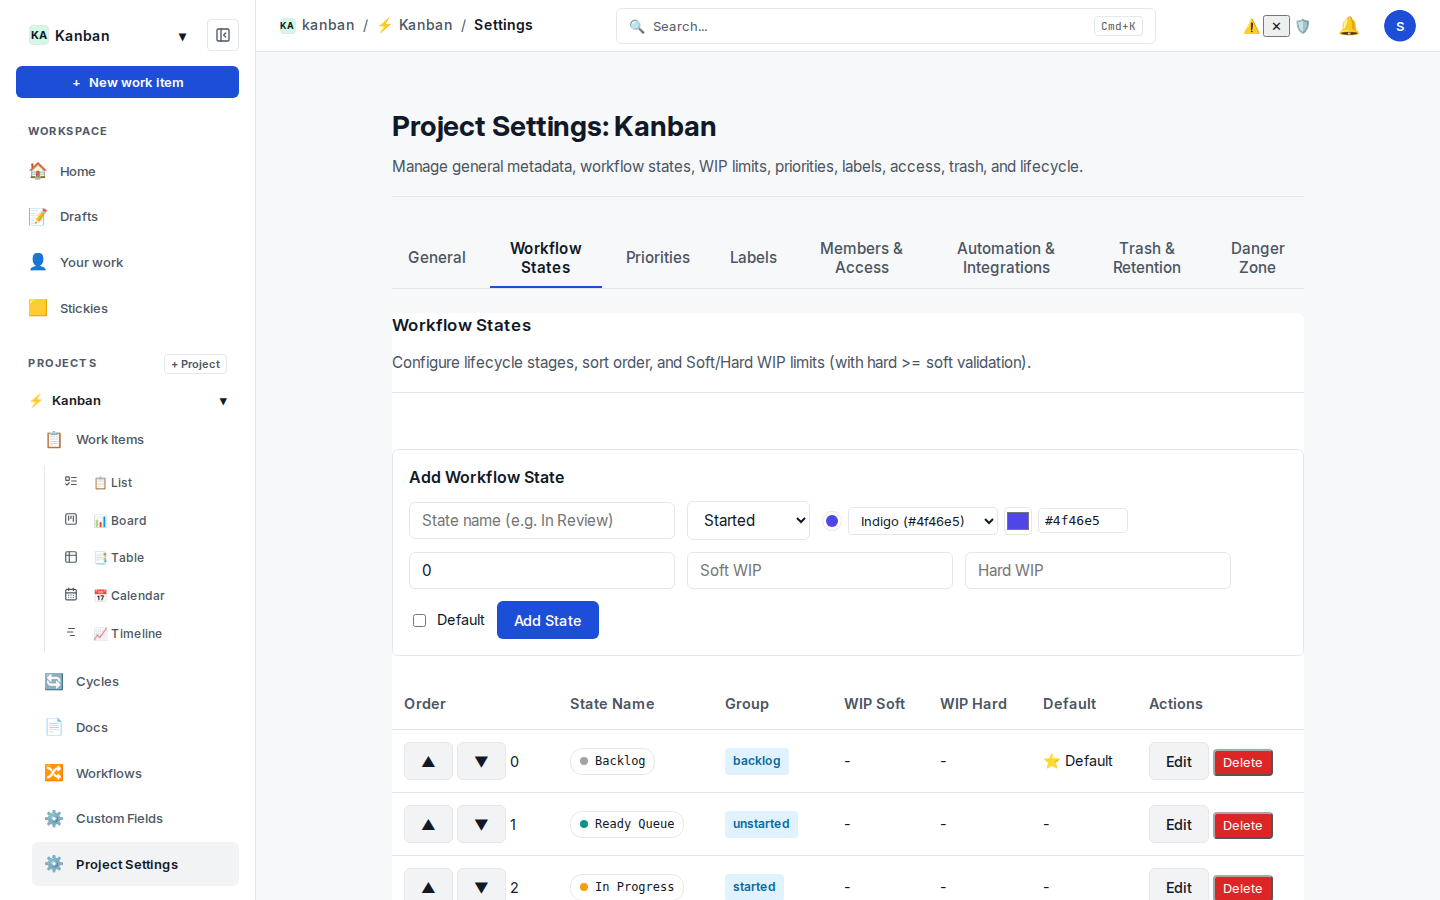 KA Kanban ▼
+ New work item
WORKSPACE
Home
Drafts
Your work
Stickies
PROJECTS + Project
Kanban ▼
Work Items
List
Board
Table
Calendar
Timeline
Cycles
Docs
Workflows
Custom Fields
Project Settings
KA kanban / ⚡ Kanban / Settings
Search... Cmd+K
✕
S
Project Settings: Kanban
Manage general metadata, workflow states, WIP limits, priorities, labels, access, trash, and lifecycle.
General
Workflow
States
Priorities
Labels
Members &
Access
Automation &
Integrations
Trash &
Retention
Danger
Zone
Workflow States
Configure lifecycle stages, sort order, and Soft/Hard WIP limits (with hard >= soft validation).
Add Workflow State
State name (e.g. In Review) Started Indigo (#4f46e5) #4f46e5
0 Soft WIP Hard WIP
Default Add State
Order State Name Group WIP Soft WIP Hard Default Actions
▲ ▼ 0 Backlog backlog - - ⭐ Default Edit Delete
▲ ▼ 1 Ready Queue unstarted - - - Edit Delete
▲ ▼ 2 In Progress started - - - Edit Delete